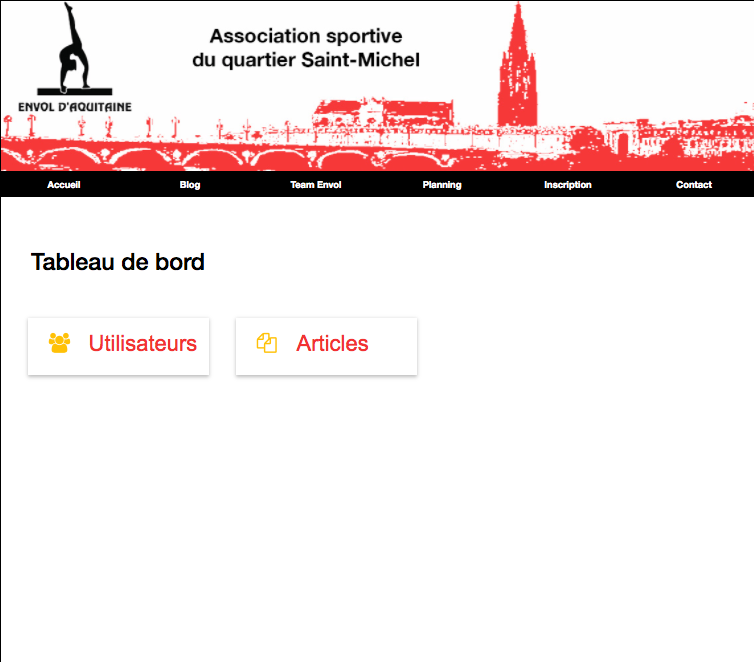 Association sportive
du quartier Saint-Michel
ENVOL D'AQUITAINE
Accueil Blog Team Envol Planning Inscription Contact
Tableau de bord
Utilisateurs Articles